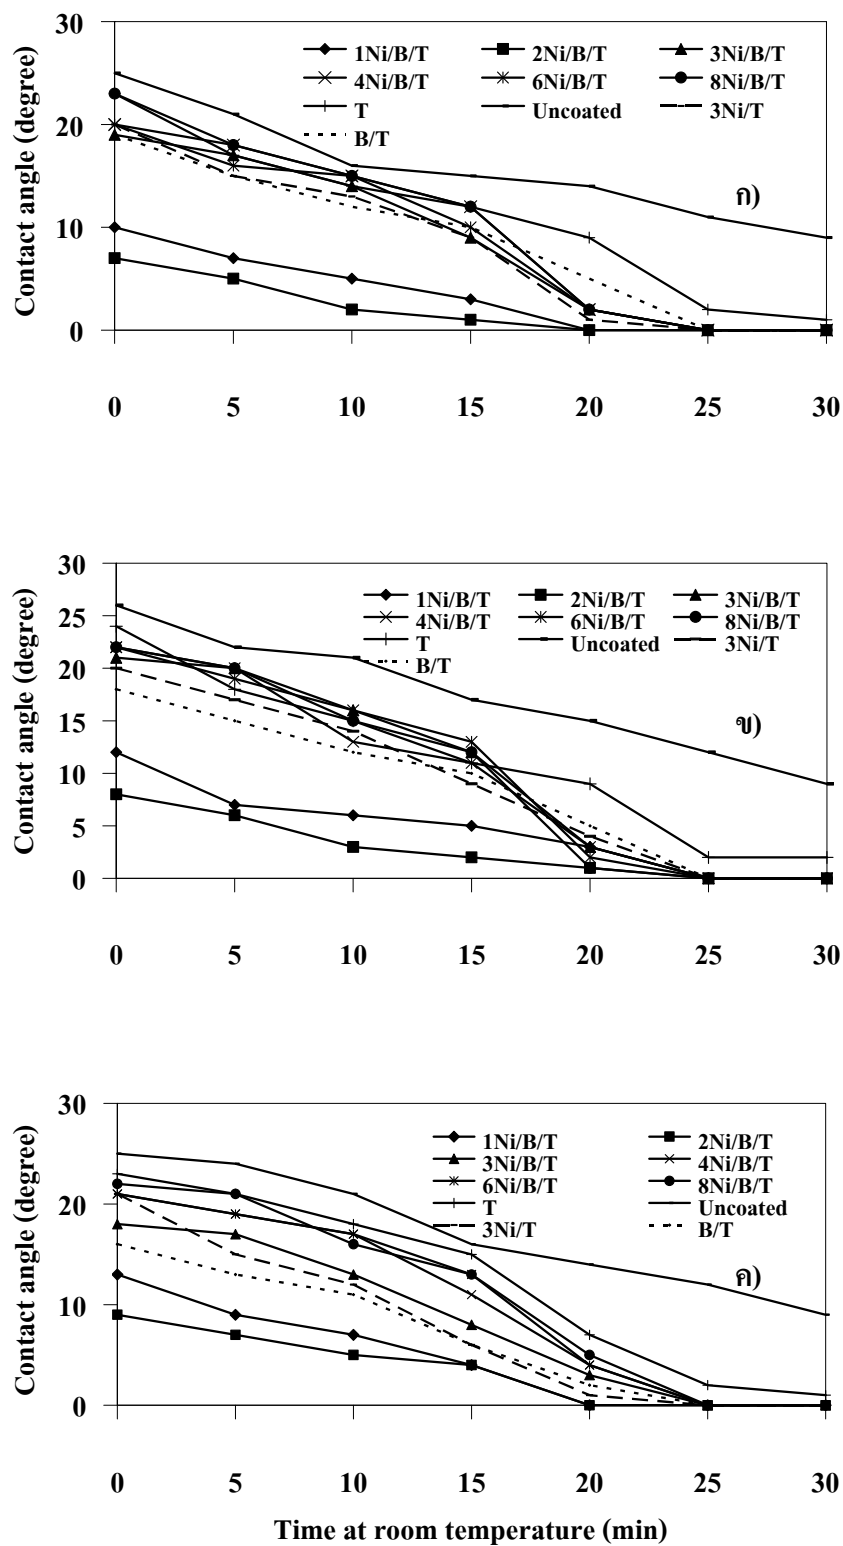 Contact angle (degree)
30
20
10
0
1Ni/B/T 2Ni/B/T 3Ni/B/T
4Ni/B/T 6Ni/B/T 8Ni/B/T
T Uncoated 3Ni/T
B/T
ก)
0 5 10 15 20 25 30
Contact angle (degree)
30
25
20
15
10
5
0
1Ni/B/T 2Ni/B/T 3Ni/B/T
4Ni/B/T 6Ni/B/T 8Ni/B/T
T Uncoated 3Ni/T
B/T
ข)
0 5 10 15 20 25 30
Contact angle (degree)
30
20
10
0
1Ni/B/T 2Ni/B/T
3Ni/B/T 4Ni/B/T
6Ni/B/T 8Ni/B/T
T Uncoated
3Ni/T B/T
ค)
0 5 10 15 20 25 30
Time at room temperature (min)